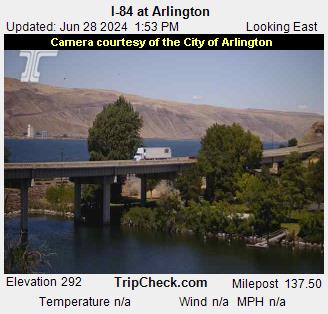 I-84 at Arlington
Updated: Jun 28 2024 1:53 PM Looking East
Camera courtesy of the City of Arlington
Elevation 292 TripCheck.com Milepost 137.50
Temperature n/a Wind n/a MPH n/a